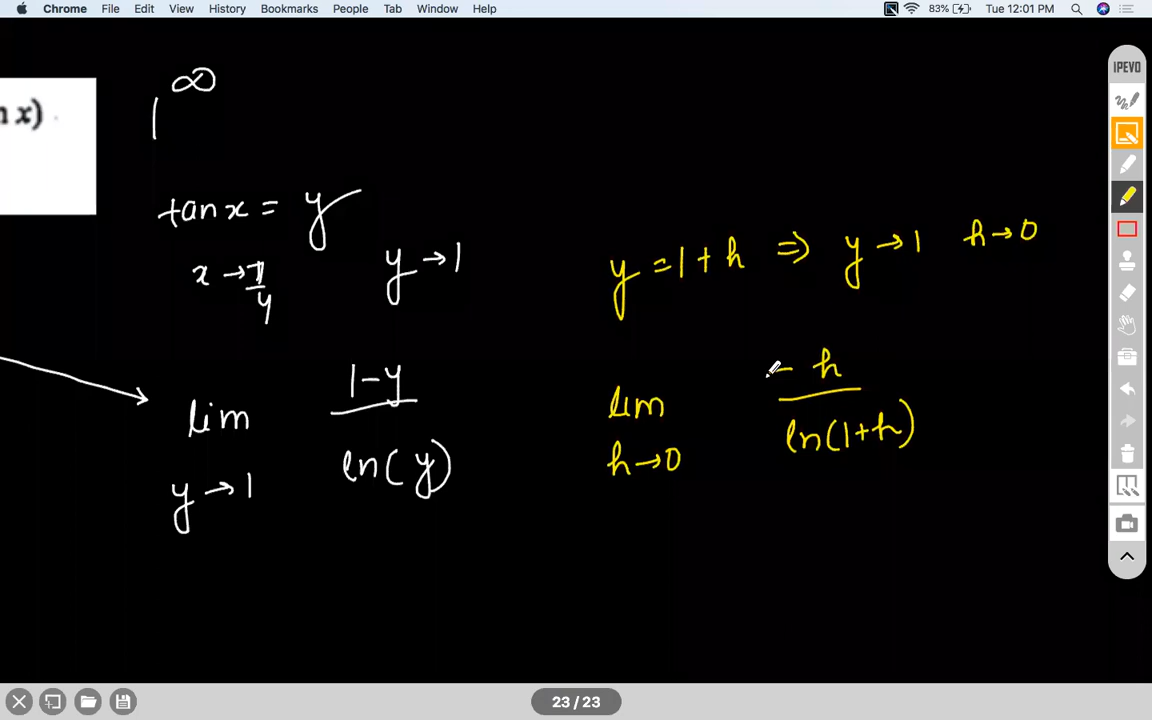 Chrome File Edit View History Bookmarks People Tab Window Help 83% Tue 12:01 PM
IPEVO
x)
1^∞
tan x = y
x → π/4 y → 1
y = 1 + h ⇒ y → 1 h → 0
lim 1-y / ln(y)
y → 1
lim - h / ln(1+h)
h → 0
23 / 23